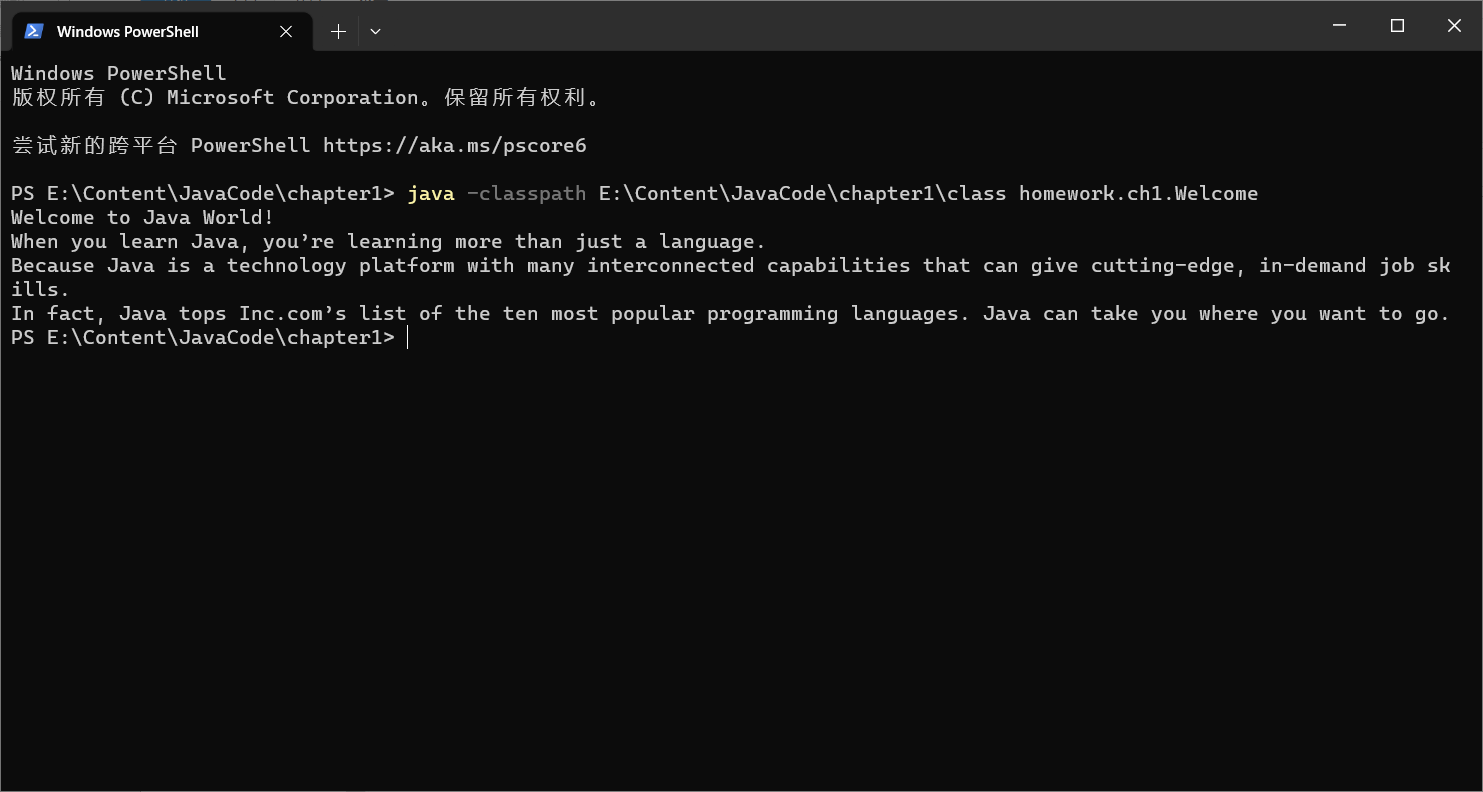 Windows PowerShell
Windows PowerShell
版权所有 (C) Microsoft Corporation。保留所有权利。
尝试新的跨平台 PowerShell https://aka.ms/pscore6
PS E:\Content\JavaCode\chapter1> java -classpath E:\Content\JavaCode\chapter1\class homework.ch1.Welcome
Welcome to Java World!
When you learn Java, you’re learning more than just a language.
Because Java is a technology platform with many interconnected capabilities that can give cutting-edge, in-demand job sk
ills.
In fact, Java tops Inc.com’s list of the ten most popular programming languages. Java can take you where you want to go.
PS E:\Content\JavaCode\chapter1>